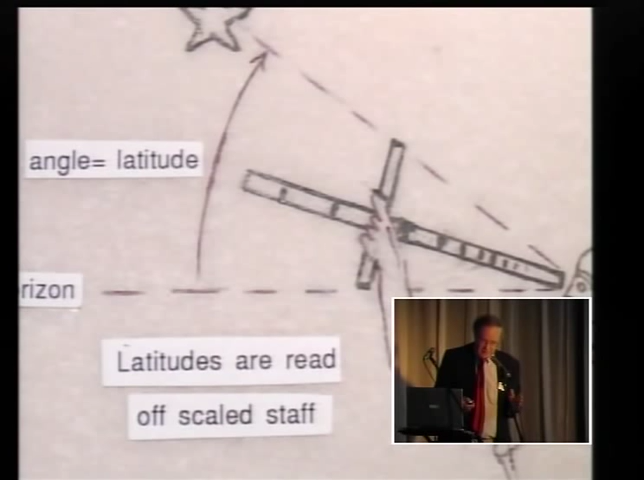 angle= latitude
rizon
Latitudes are read
off scaled staff